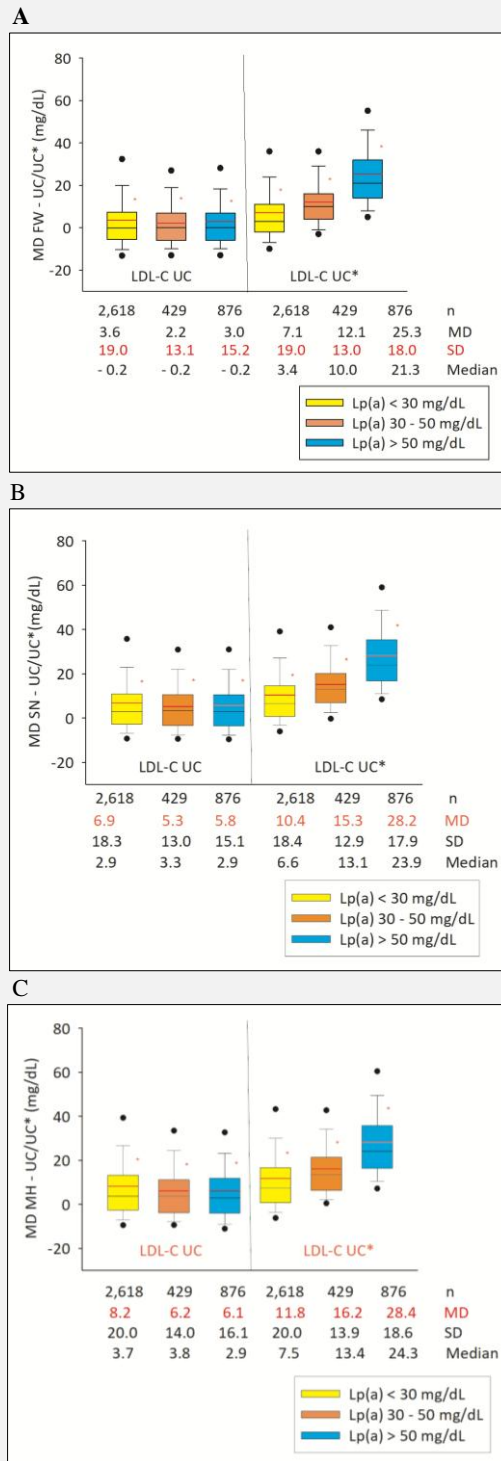 A
MD FW - UC/UC* (mg/dL)
80
60
40
20
0
-20
LDL-C UC LDL-C UC*
2,618 429 876 2,618 429 876 n
3.6 2.2 3.0 7.1 12.1 25.3 MD
19.0 13.1 15.2 19.0 13.0 18.0 SD
- 0.2 - 0.2 - 0.2 3.4 10.0 21.3 Median
Lp(a) < 30 mg/dL
Lp(a) 30 - 50 mg/dL
Lp(a) > 50 mg/dL
B
MD SN - UC/UC*(mg/dL)
80
60
40
20
0
-20
LDL-C UC LDL-C UC*
2,618 429 876 2,618 429 876 n
6.9 5.3 5.8 10.4 15.3 28.2 MD
18.3 13.0 15.1 18.4 12.9 17.9 SD
2.9 3.3 2.9 6.6 13.1 23.9 Median
Lp(a) < 30 mg/dL
Lp(a) 30 - 50 mg/dL
Lp(a) > 50 mg/dL
C
MD MH - UC/UC* (mg/dL)
80
60
40
20
0
-20
LDL-C UC LDL-C UC*
2,618 429 876 2,618 429 876 n
8.2 6.2 6.1 11.8 16.2 28.4 MD
20.0 14.0 16.1 20.0 13.9 18.6 SD
3.7 3.8 2.9 7.5 13.4 24.3 Median
Lp(a) < 30 mg/dL
Lp(a) 30 - 50 mg/dL
Lp(a) > 50 mg/dL